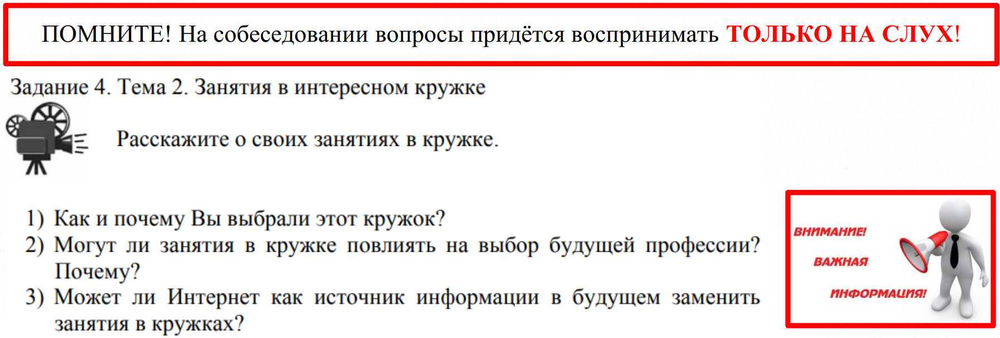 ПОМНИТЕ! На собеседовании вопросы придётся воспринимать ТОЛЬКО НА СЛУХ!
Задание 4. Тема 2. Занятия в интересном кружке
Расскажите о своих занятиях в кружке.
1) Как и почему Вы выбрали этот кружок?
2) Могут ли занятия в кружке повлиять на выбор будущей профессии?
Почему?
3) Может ли Интернет как источник информации в будущем заменить
занятия в кружках?
ВНИМАНИЕ!
ВАЖНАЯ
ИНФОРМАЦИЯ!